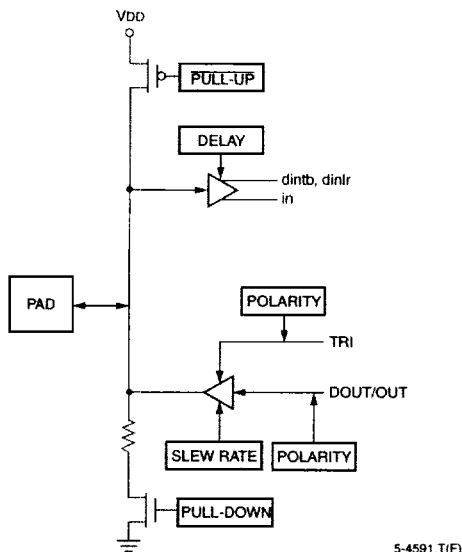 VDD
PULL-UP
DELAY
dintb, dinlr
in
PAD
POLARITY
TRI
DOUT/OUT
SLEW RATE
POLARITY
PULL-DOWN
5-4591.T(F)